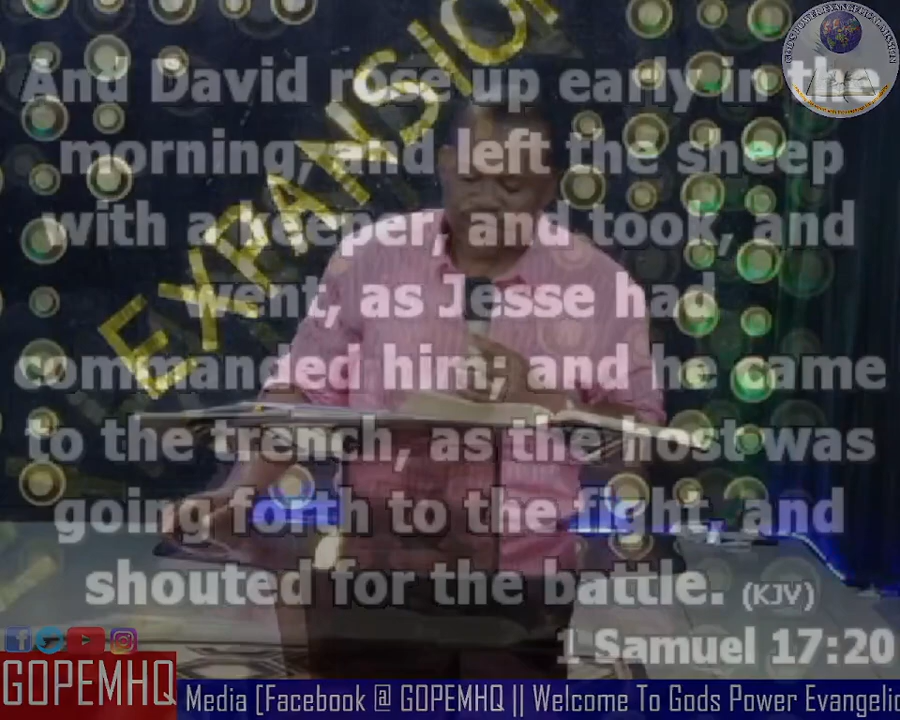 EXPANSION
And David rose up early in the
morning, and left the sheep
with a keeper, and took, and
went, as Jesse had
commanded him; and he came
to the trench, as the host was
going forth to the fight, and
shouted for the battle. (KJV)
1 Samuel 17:20
GOPEMHQ
Media [Facebook @ GOPEMHQ || Welcome To Gods Power Evangelic